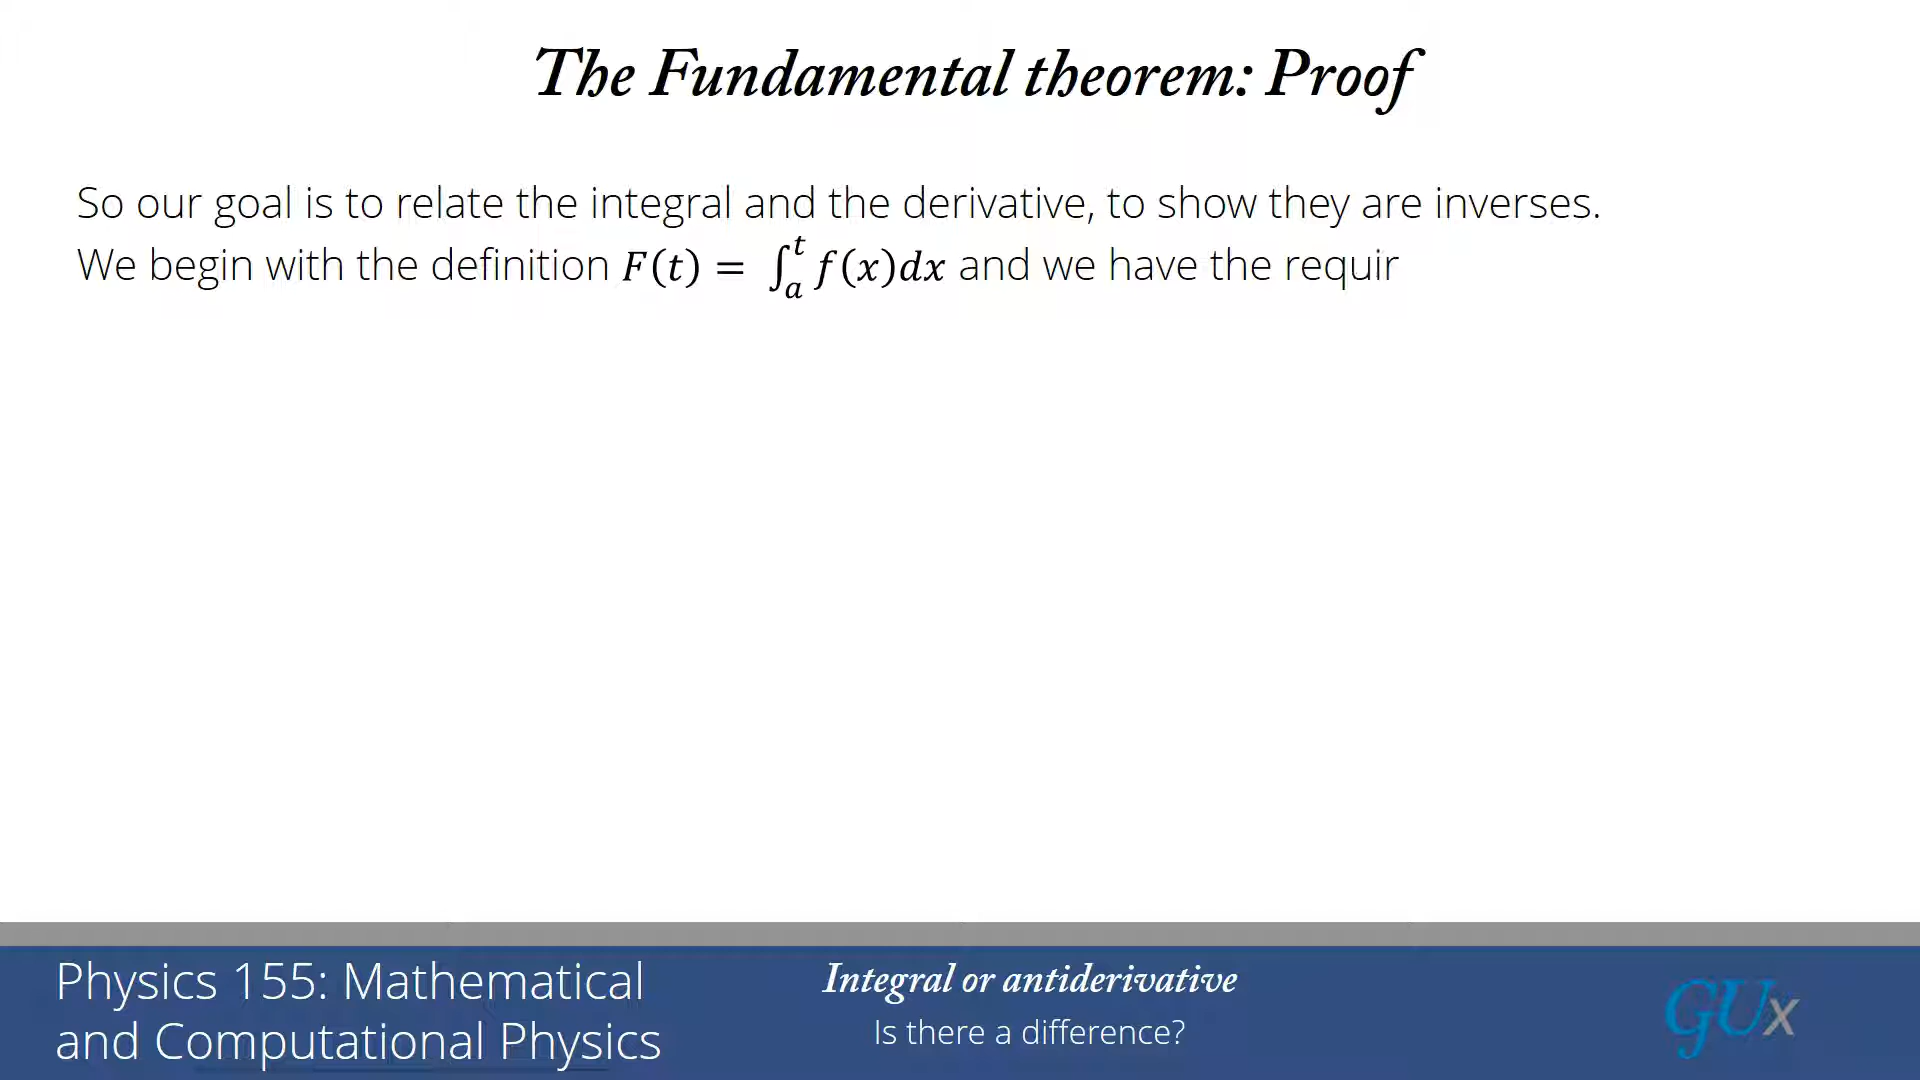 The Fundamental theorem: Proof
So our goal is to relate the integral and the derivative, to show they are inverses.
We begin with the definition F(t) = ∫ₐᵗ f(x)dx and we have the requir
Physics 155: Mathematical
and Computational Physics
Integral or antiderivative
Is there a difference?
GUx